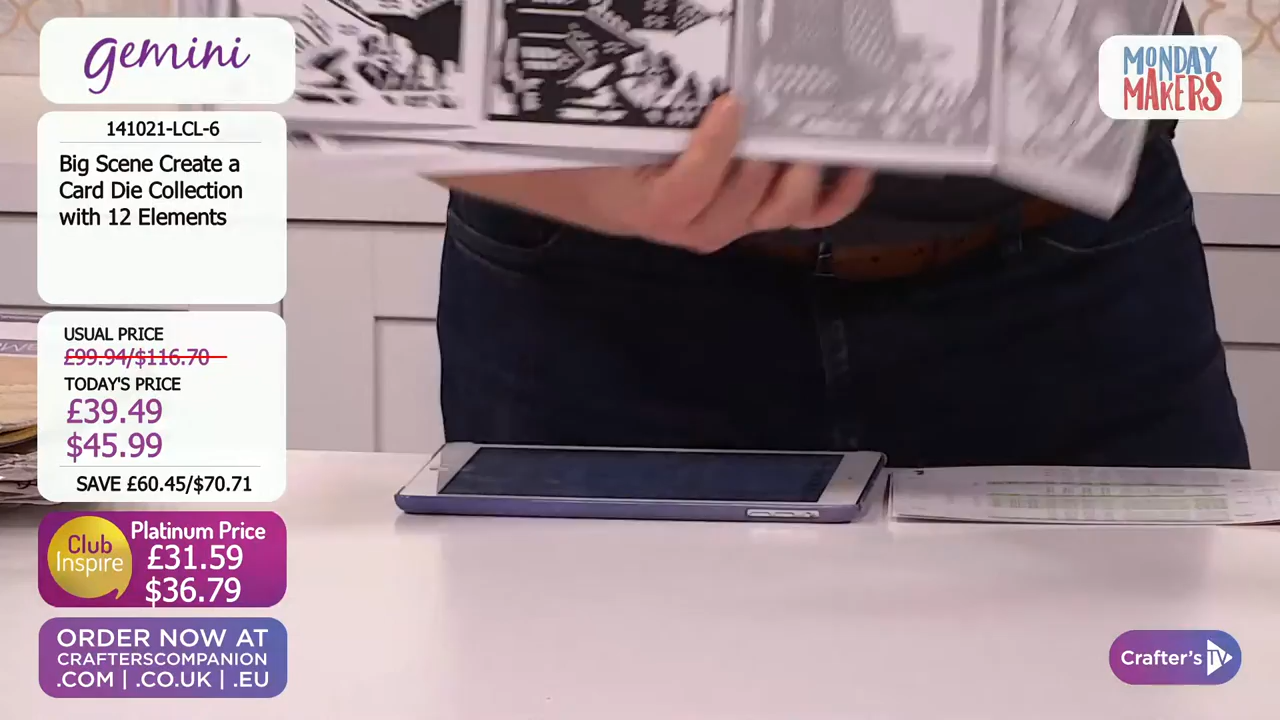 gemini
141021-LCL-6
Big Scene Create a
Card Die Collection
with 12 Elements
USUAL PRICE
£99.94/$116.70
TODAY'S PRICE
£39.49
$45.99
SAVE £60.45/$70.71
Club
Inspire
Platinum Price
£31.59
$36.79
ORDER NOW AT
CRAFTERSCOMPANION
.COM | .CO.UK | .EU
MONDAY
MAKERS
Crafter's TV